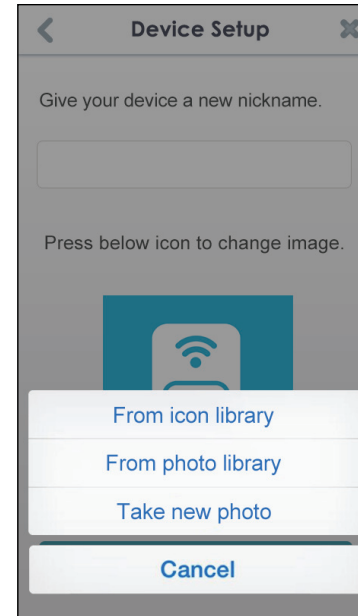 Device Setup
Give your device a new nickname.
Press below icon to change image.
From icon library
From photo library
Take new photo
Cancel